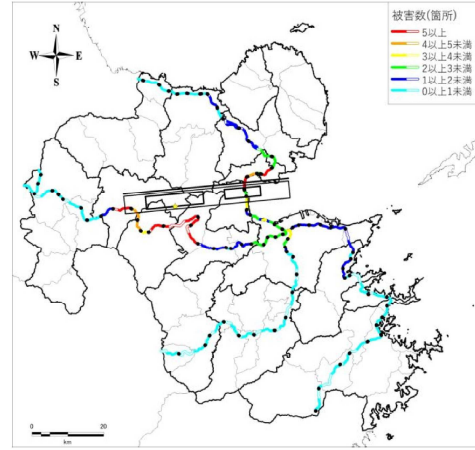 N
W E
S
被害数(箇所)
5以上
4以上5未満
3以上4未満
2以上3未満
1以上2未満
0以上1未満
0 20
km